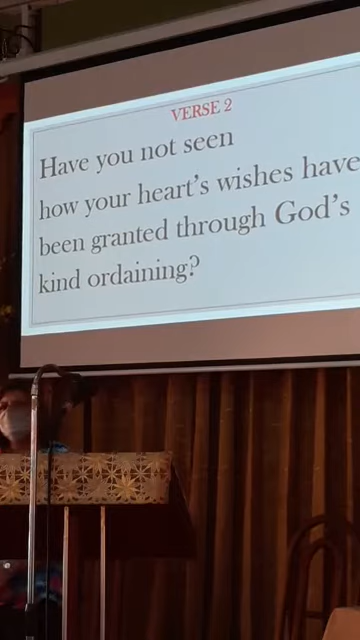 VERSE 2
Have you not seen
how your heart's wishes have
been granted through God's
kind ordaining?